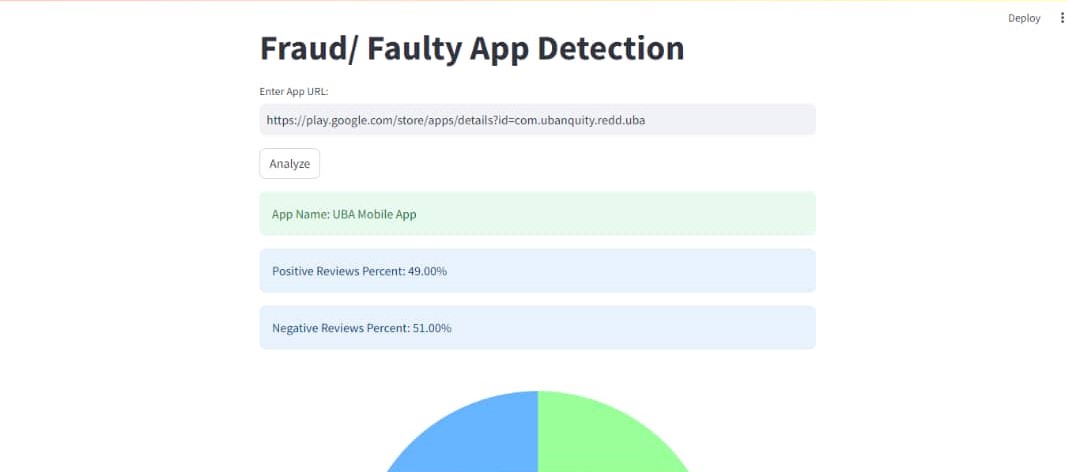 Deploy
Fraud/ Faulty App Detection
Enter App URL:
https://play.google.com/store/apps/details?id=com.ubanquity.redd.uba
Analyze
App Name: UBA Mobile App
Positive Reviews Percent: 49.00%
Negative Reviews Percent: 51.00%